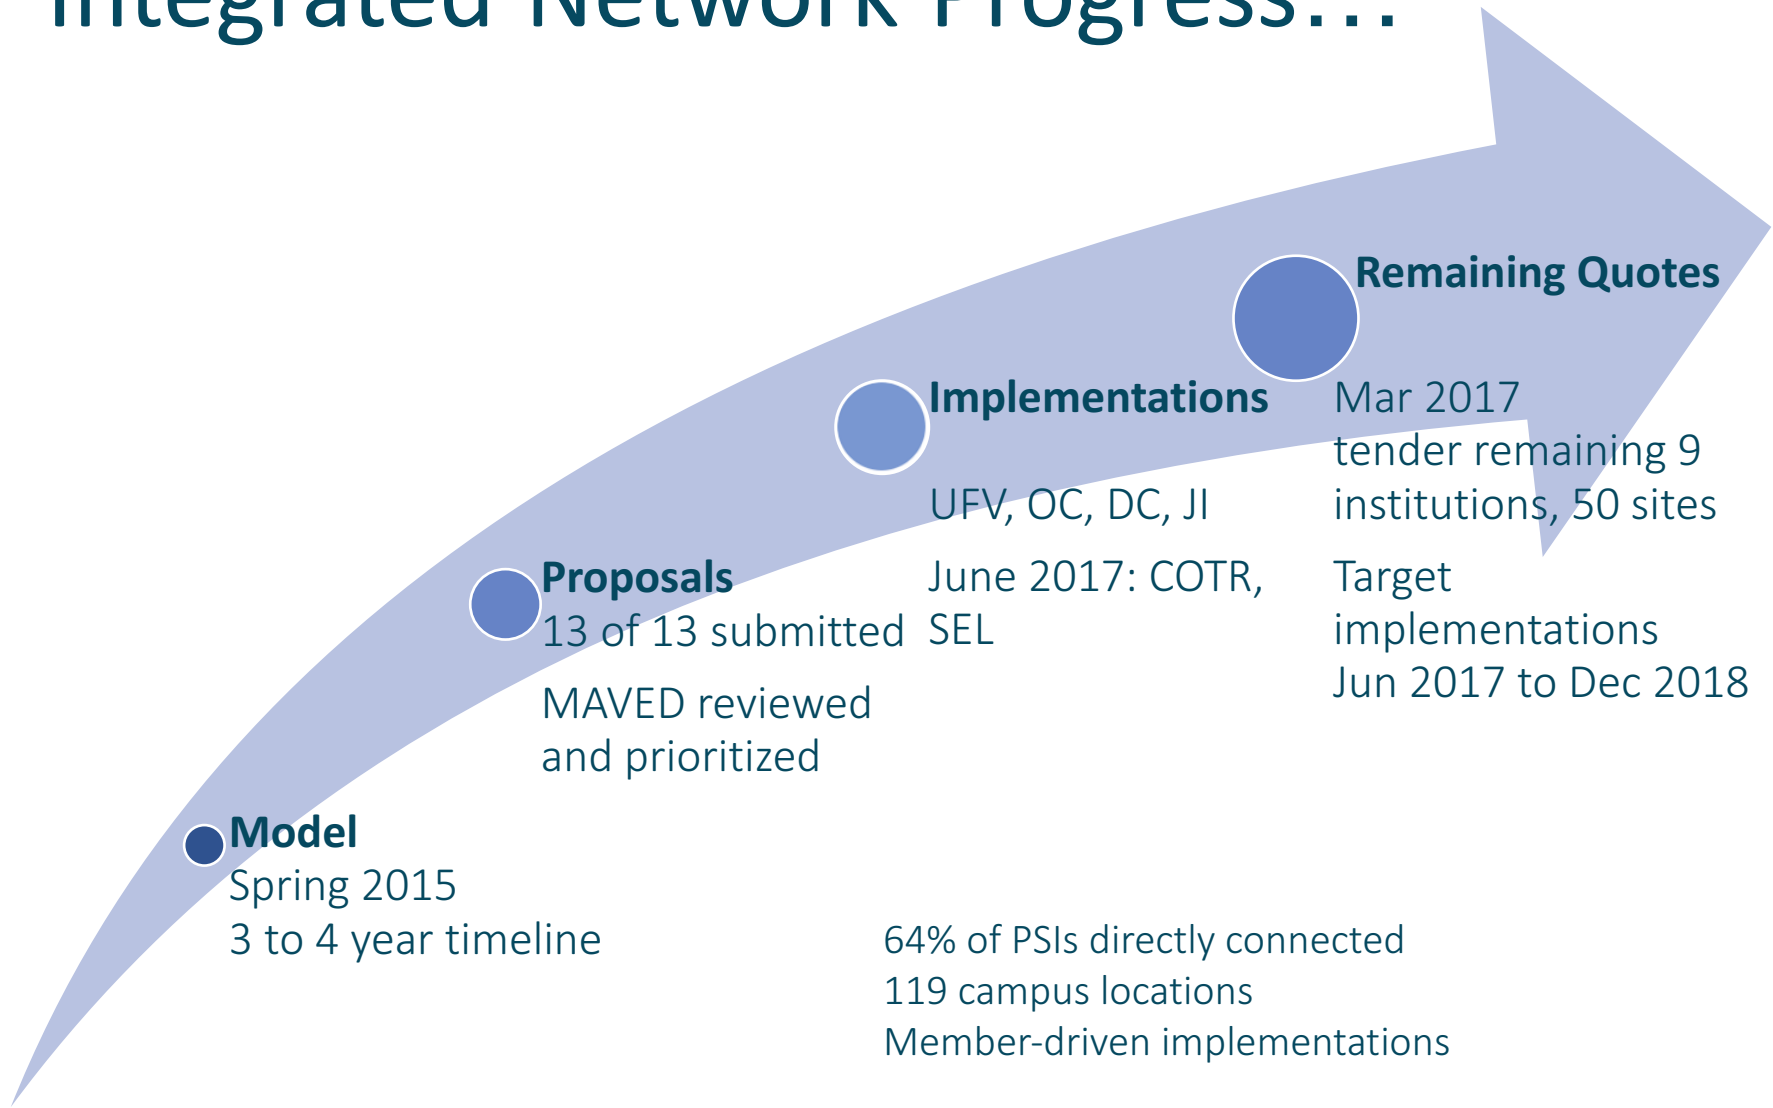 Integrated Network Progress...
Remaining Quotes
Mar 2017
tender remaining 9
institutions, 50 sites
Target
implementations
Jun 2017 to Dec 2018
Implementations
UFV, OC, DC, JI
June 2017: COTR,
SEL
Proposals
13 of 13 submitted
MAVED reviewed
and prioritized
Model
Spring 2015
3 to 4 year timeline
64% of PSIs directly connected
119 campus locations
Member-driven implementations